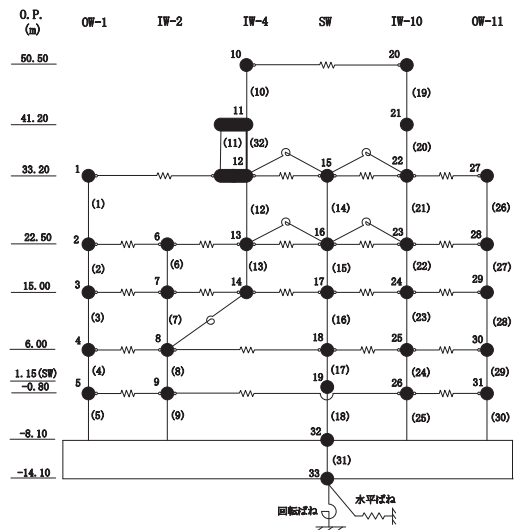 O.P. (m) OW-1 IW-2 IW-4 SW IW-10 OW-11
50.50 10 20
(10) (19)
41.20 11 21
(11) (32) (20)
33.20 1 12 15 22 27
(1) (12) (14) (21) (26)
22.50 2 6 13 16 23 28
(2) (6) (13) (15) (22) (27)
15.00 3 7 14 17 24 29
(3) (7) (16) (23) (28)
6.00 4 8 18 25 30
(4) (8) (17) (24) (29)
1.15(SW) 19
-0.80 5 9 26 31
(5) (9) (18) (25) (30)
-8.10 32
(31)
-14.10 33
回転ばね 水平ばね